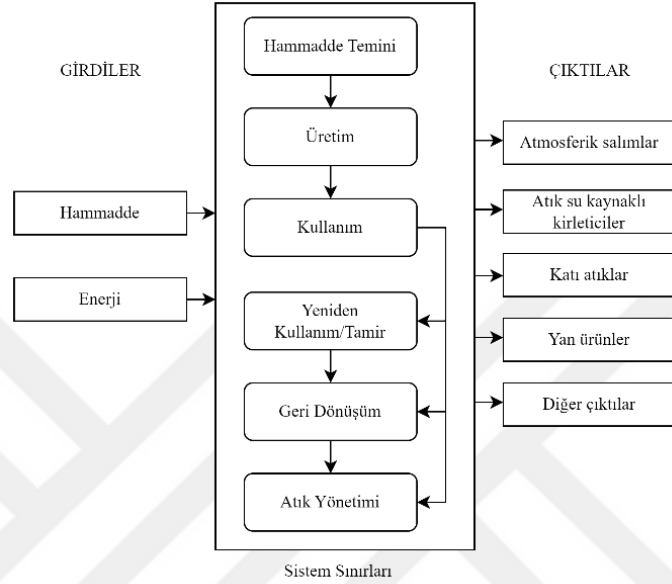 GİRDİLER
Hammadde
Enerji
Hammadde Temini
Üretim
Kullanım
Yeniden
Kullanım/Tamir
Geri Dönüşüm
Atık Yönetimi
Sistem Sınırları
ÇIKTILAR
Atmosferik salımlar
Atık su kaynaklı
kirleticiler
Katı atıklar
Yan ürünler
Diğer çıktılar